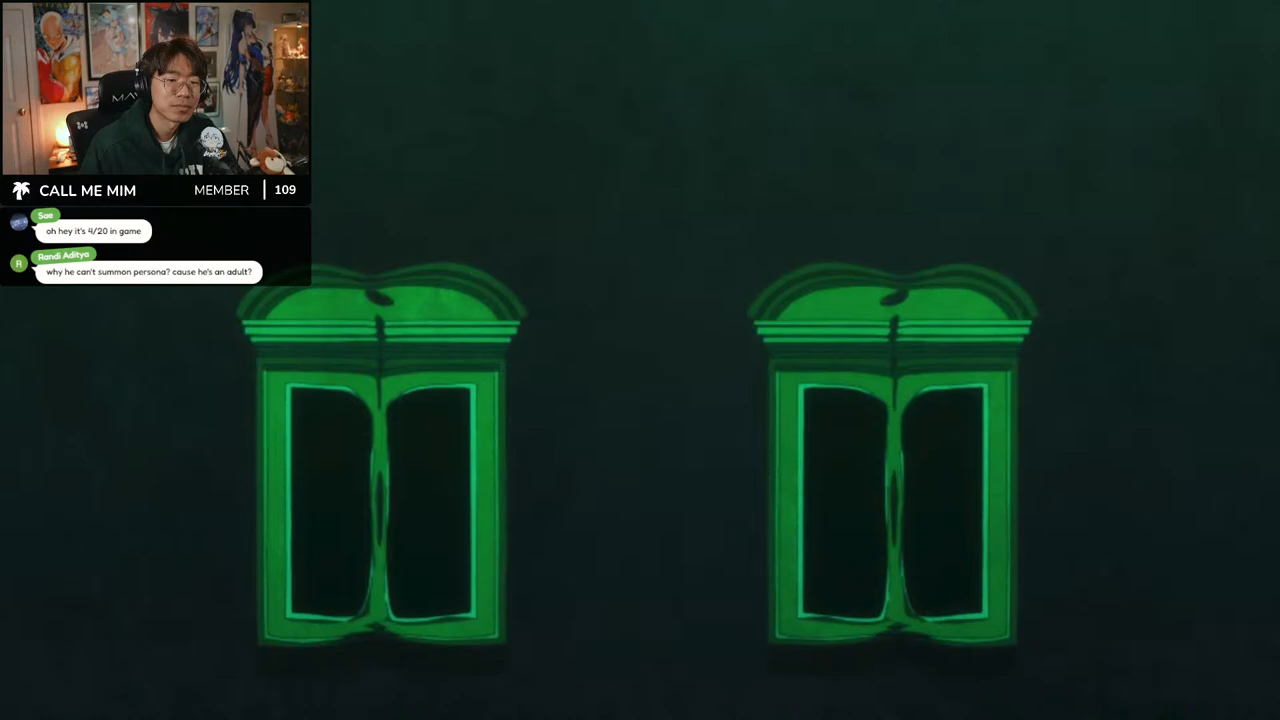 CALL ME MIM
MEMBER
109
Sae
oh hey it's 4/20 in game
R
Randi Aditya
why he can't summon persona? cause he's an adult?